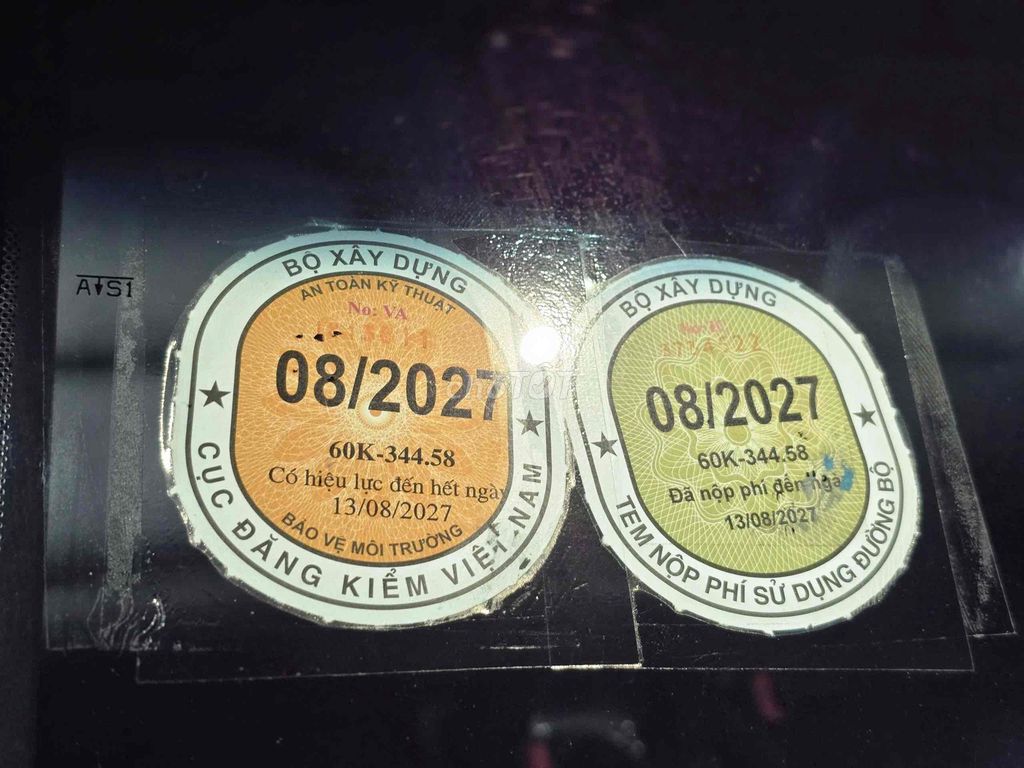 AS1
BỘ XÂY DỰNG
AN TOÀN KỸ THUẬT
No: VA
08/2027
60K-344.58
Có hiệu lực đến hết ngày
13/08/2027
BẢO VỆ MÔI TRƯỜNG
CỤC ĐĂNG KIỂM VIỆT NAM
BỘ XÂY DỰNG
08/2027
60K-344.58
Đã nộp phí đến ngà
13/08/2027
TEM NỘP PHÍ SỬ DỤNG ĐƯỜNG BỘ